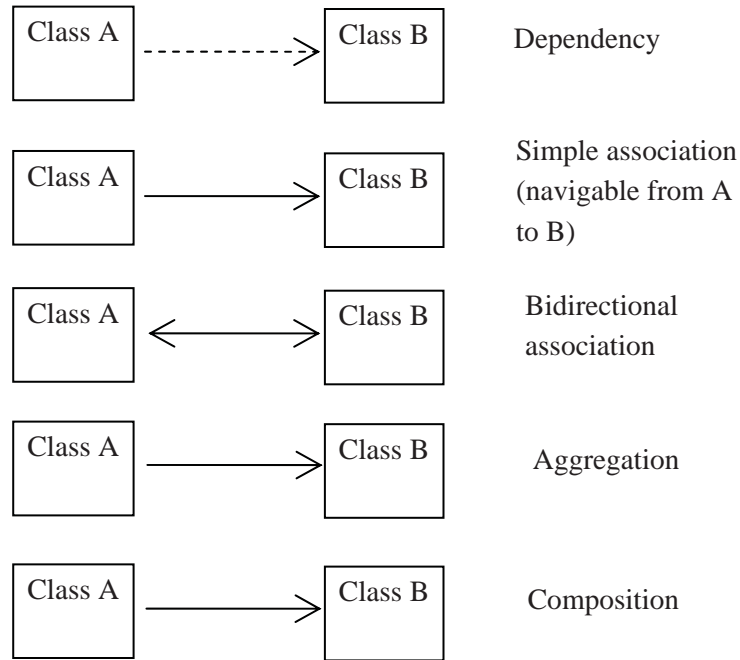 Class A
Class B
Dependency
Class A
Class B
Simple association
(navigable from A
to B)
Class A
Class B
Bidirectional
association
Class A
Class B
Aggregation
Class A
Class B
Composition